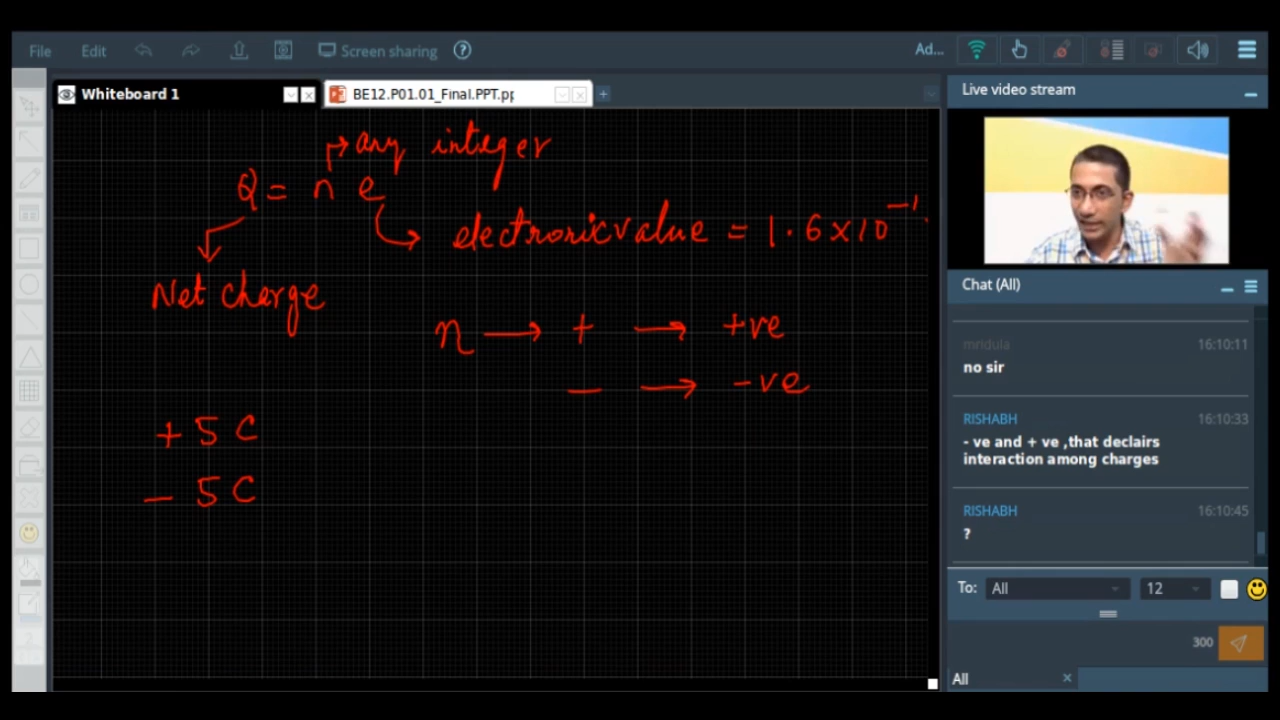 File Edit Screen sharing ? Ad...
Whiteboard 1 BE12.P01.01_Final.PPT.pp
Live video stream
any integer
Q = n e
electronic value = 1.6 × 10⁻¹
Net charge
n → + → +ve
− → −ve
+ 5 C
− 5 C
Chat (All)
mridula 16:10:11
no sir
RISHABH 16:10:33
- ve and + ve ,that declairs
interaction among charges
RISHABH 16:10:45
?
To: All 12
300
All